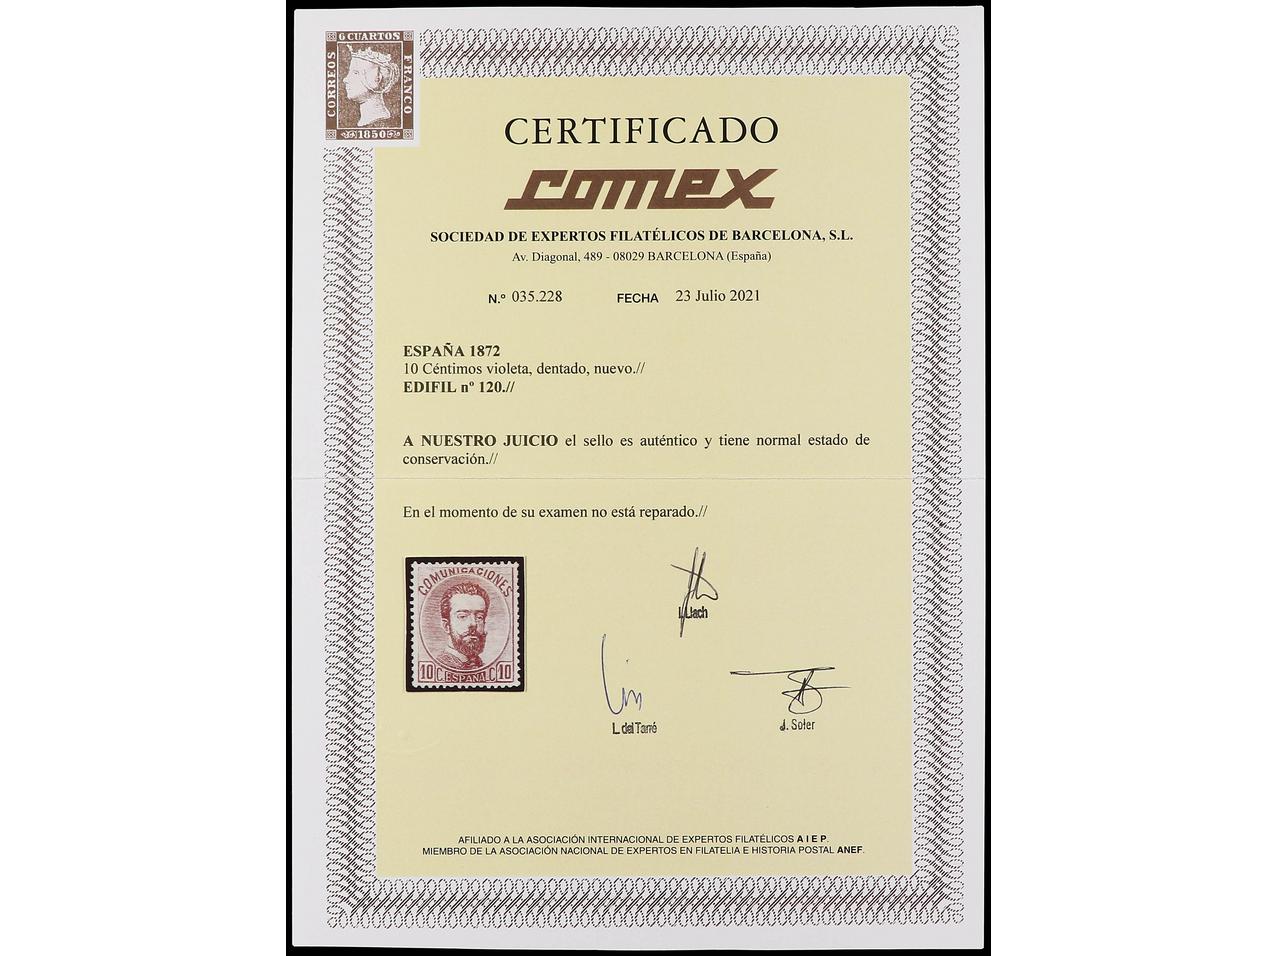 6 CUARTOS
CORREOS
FRANCO
1850
CERTIFICADO
comex
SOCIEDAD DE EXPERTOS FILATÉLICOS DE BARCELONA, S.L.
Av. Diagonal, 489 - 08029 BARCELONA (España)
N.º 035.228 FECHA 23 Julio 2021
ESPAÑA 1872
10 Céntimos violeta, dentado, nuevo.//
EDIFIL nº 120.//
A NUESTRO JUICIO el sello es auténtico y tiene normal estado de
conservación.//
En el momento de su examen no está reparado.//
COMUNICACIONES
10 C. ESPAÑA C. 10
Llach
L. del Tarré
J. Soler
AFILIADO A LA ASOCIACIÓN INTERNACIONAL DE EXPERTOS FILATÉLICOS A I E P.
MIEMBRO DE LA ASOCIACIÓN NACIONAL DE EXPERTOS EN FILATELIA E HISTORIA POSTAL ANEF.